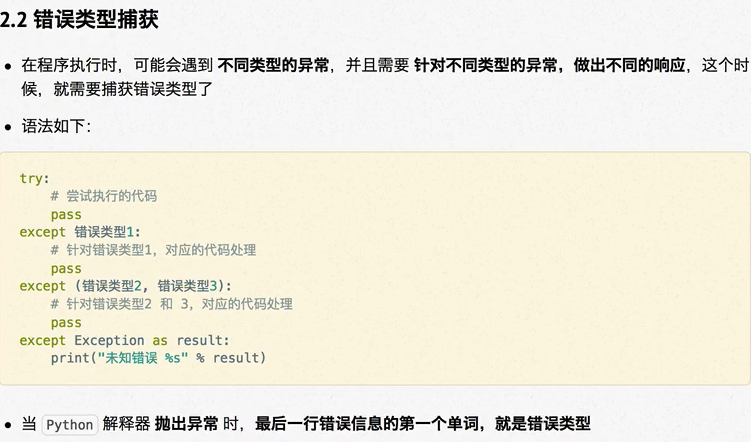 2.2 错误类型捕获
• 在程序执行时，可能会遇到 不同类型的异常，并且需要 针对不同类型的异常，做出不同的响应，这个时
候，就需要捕获错误类型了
• 语法如下：
try:
    # 尝试执行的代码
    pass
except 错误类型1:
    # 针对错误类型1，对应的代码处理
    pass
except (错误类型2, 错误类型3):
    # 针对错误类型2 和 3，对应的代码处理
    pass
except Exception as result:
    print("未知错误 %s" % result)
• 当 Python 解释器 抛出异常 时，最后一行错误信息的第一个单词，就是错误类型